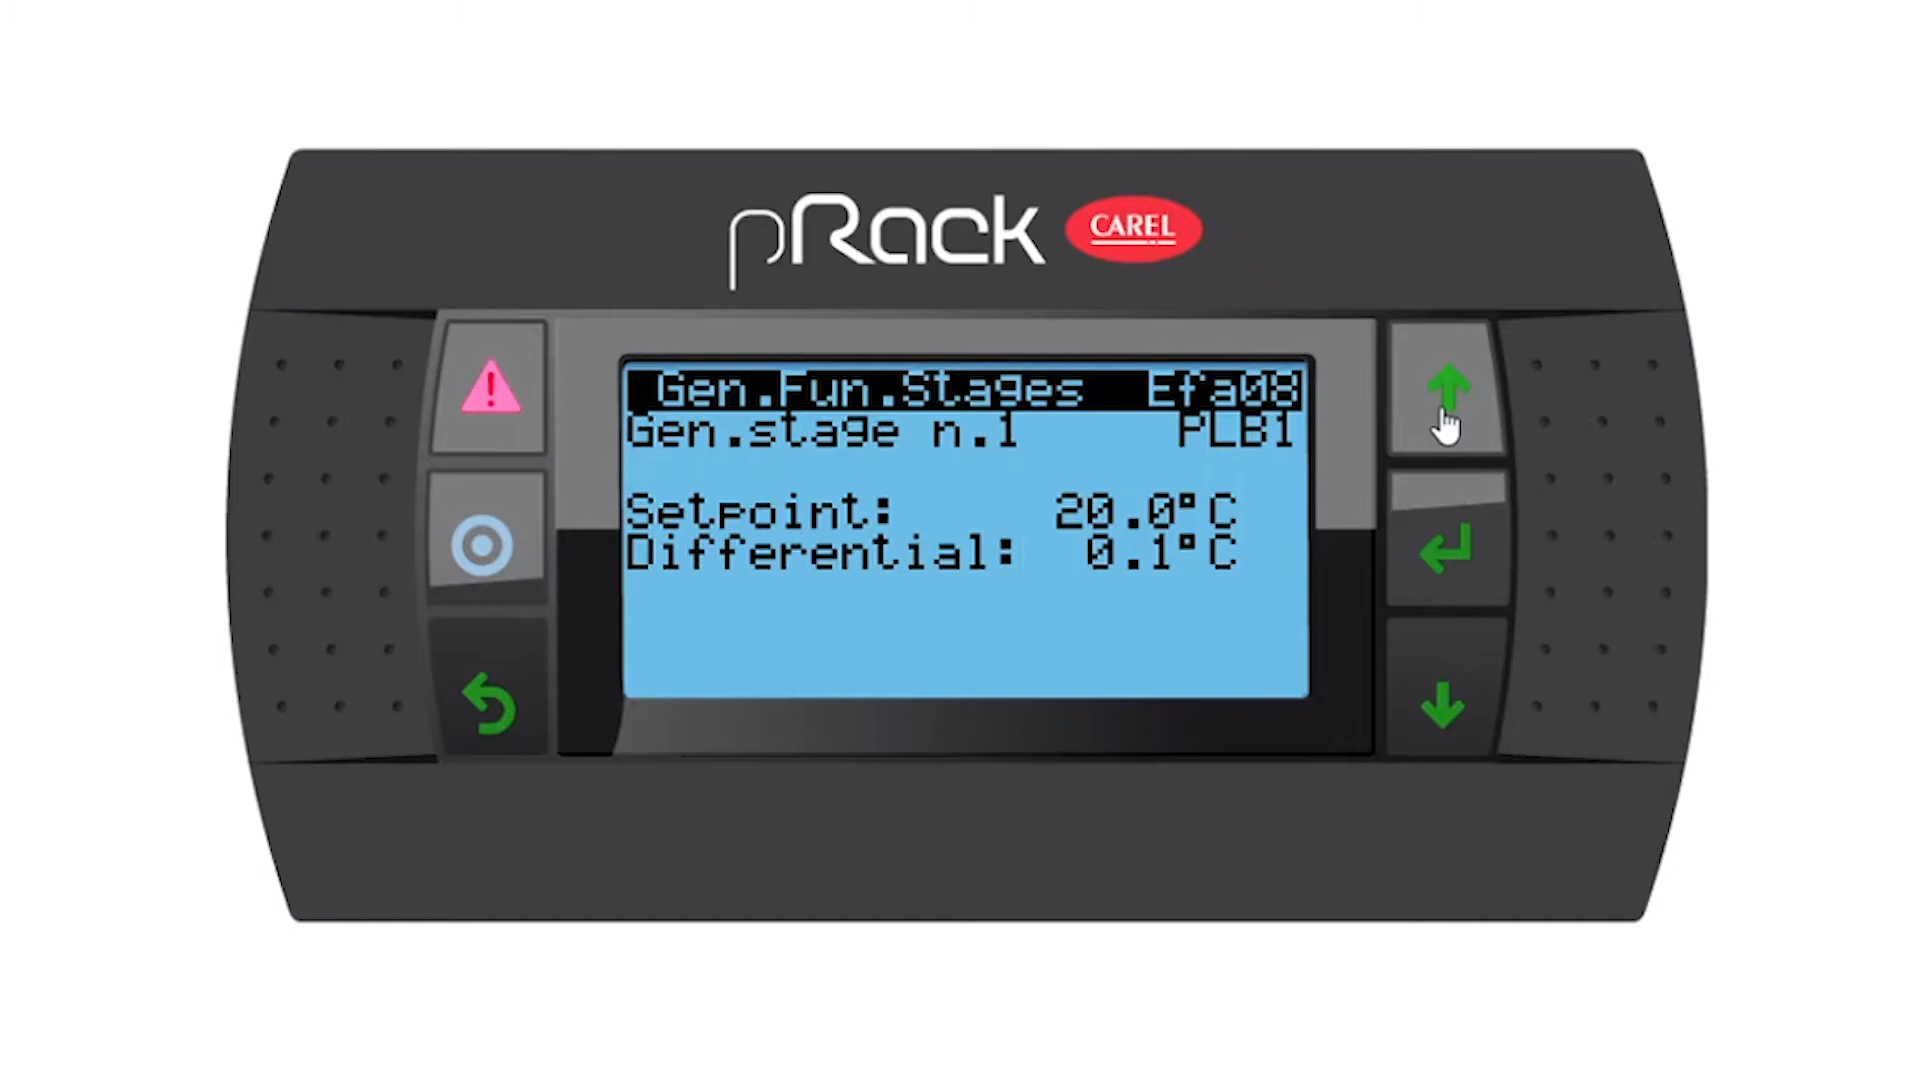 pRack CAREL
Gen.Fun.Stages Efa08
Gen.stage n.1 PLB1
Setpoint: 20.0°C
Differential: 0.1°C